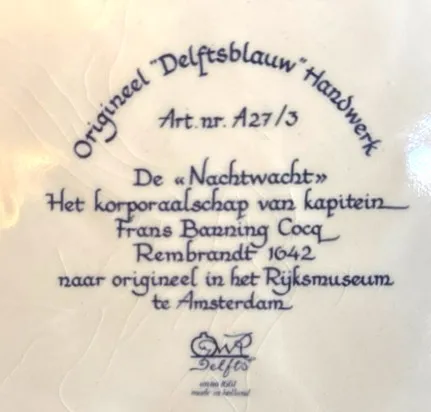 Origineel "Delftsblauw" Handwerk
Art. nr. A27/3
De «Nachtwacht»
Het korporaalschap van kapitein
Frans Banning Cocq
Rembrandt 1642
naar origineel in het Rijksmuseum
te Amsterdam
Delfts
made in holland